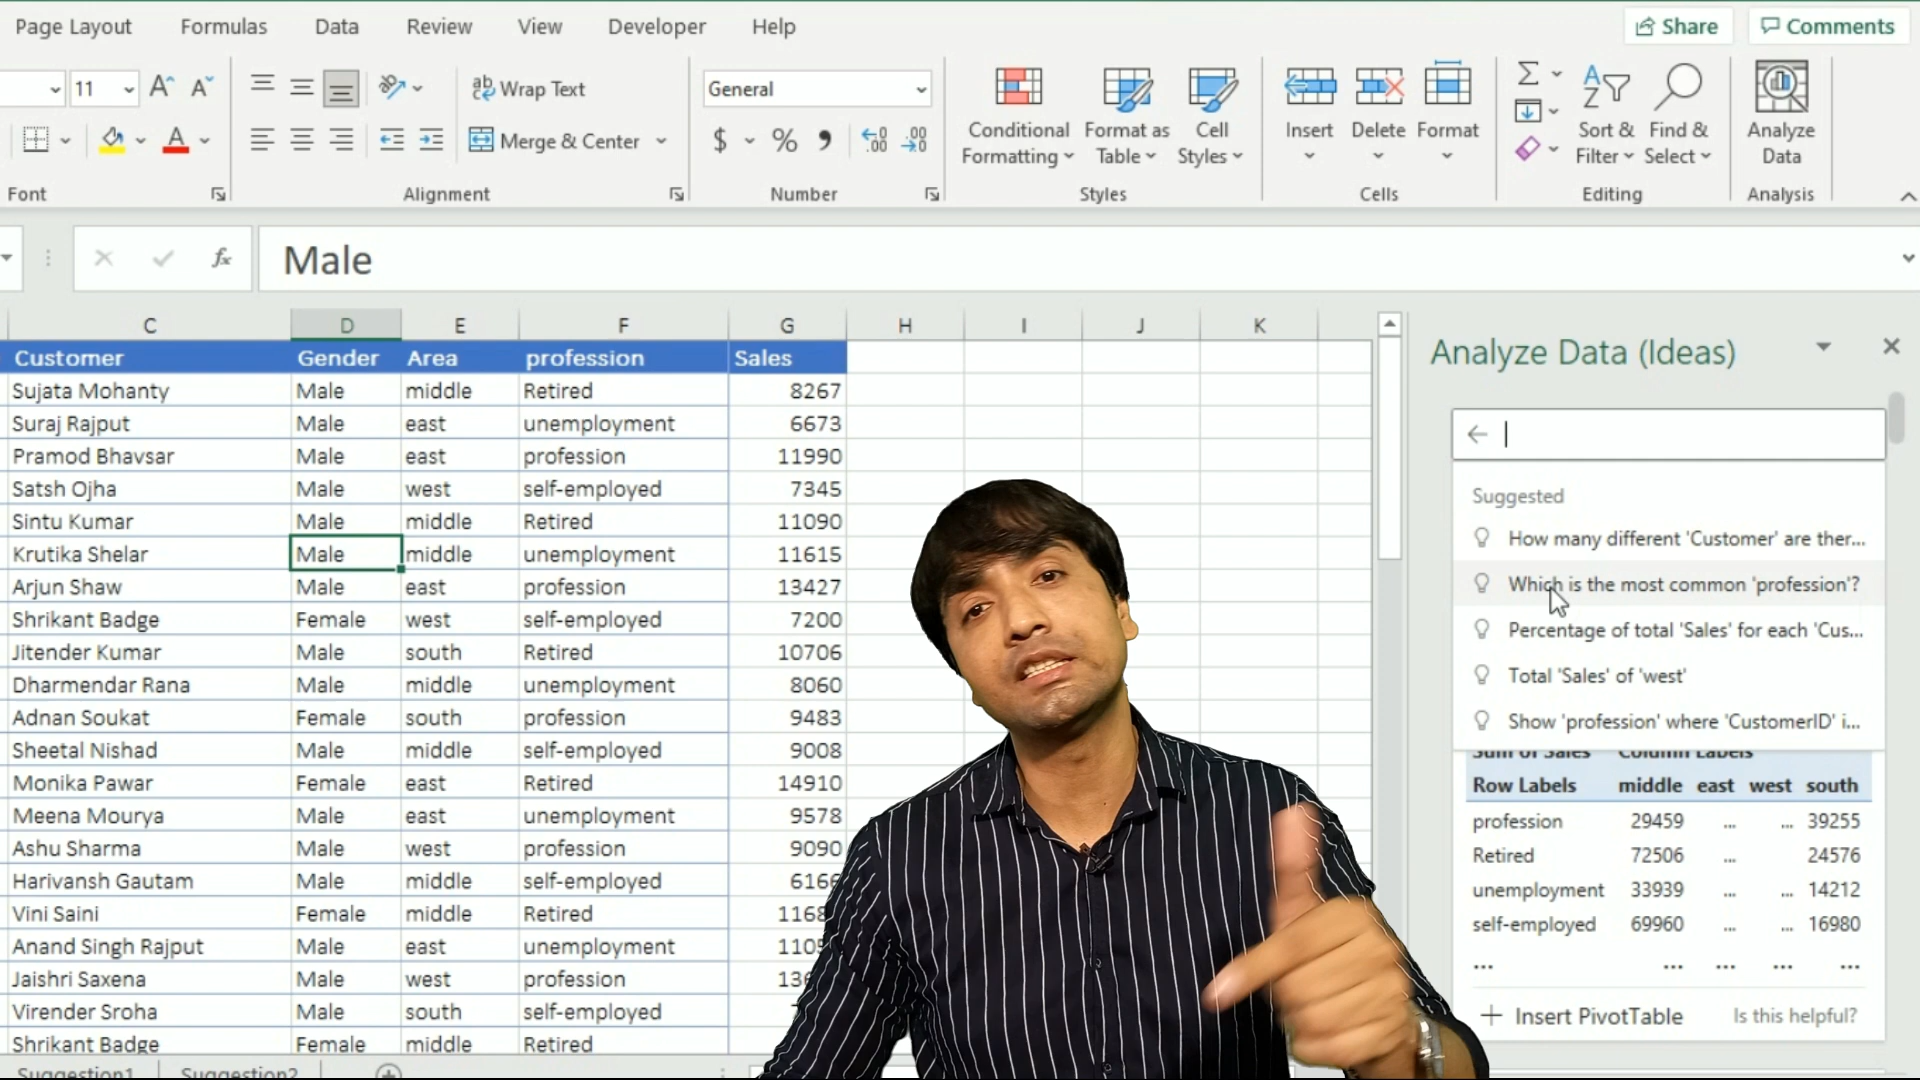 Page Layout Formulas Data Review View Developer Help Share Comments
11 A A ab Wrap Text General
Merge & Center $ % Conditional Formatting Format as Table Cell Styles Insert Delete Format Sort & Filter Find & Select Analyze Data
Font Alignment Number Styles Cells Editing Analysis
fx Male
C D E F G H I J K
Customer Gender Area profession Sales
Sujata Mohanty Male middle Retired 8267
Suraj Rajput Male east unemployment 6673
Pramod Bhavsar Male east profession 11990
Satsh Ojha Male west self-employed 7345
Sintu Kumar Male middle Retired 11090
Krutika Shelar Male middle unemployment 11615
Arjun Shaw Male east profession 13427
Shrikant Badge Female west self-employed 7200
Jitender Kumar Male south Retired 10706
Dharmendar Rana Male middle unemployment 8060
Adnan Soukat Female south profession 9483
Sheetal Nishad Male middle self-employed 9008
Monika Pawar Female east Retired 14910
Meena Mourya Male east unemployment 9578
Ashu Sharma Male west profession 9090
Harivansh Gautam Male middle self-employed 6166
Vini Saini Female middle Retired
Anand Singh Rajput Male east unemployment
Jaishri Saxena Male west profession
Virender Sroha Male south self-employed
Shrikant Badge Female middle Retired
Suggestion1 Suggestion2
Analyze Data (Ideas)
Suggested
How many different 'Customer' are ther...
Which is the most common 'profession'?
Percentage of total 'Sales' for each 'Cus...
Total 'Sales' of 'west'
Show 'profession' where 'CustomerID' i...
Sum of Sales Column Labels
Row Labels middle east west south
profession 29459 ... ... 39255
Retired 72506 ... ... 24576
unemployment 33939 ... ... 14212
self-employed 69960 ... ... 16980
... ... ... ... ...
+ Insert PivotTable Is this helpful?